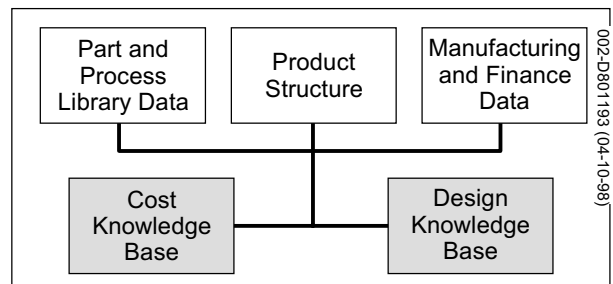 Part and
Process
Library Data
Product
Structure
Manufacturing
and Finance
Data
Cost
Knowledge
Base
Design
Knowledge
Base
002-D801193 (04-10-98)